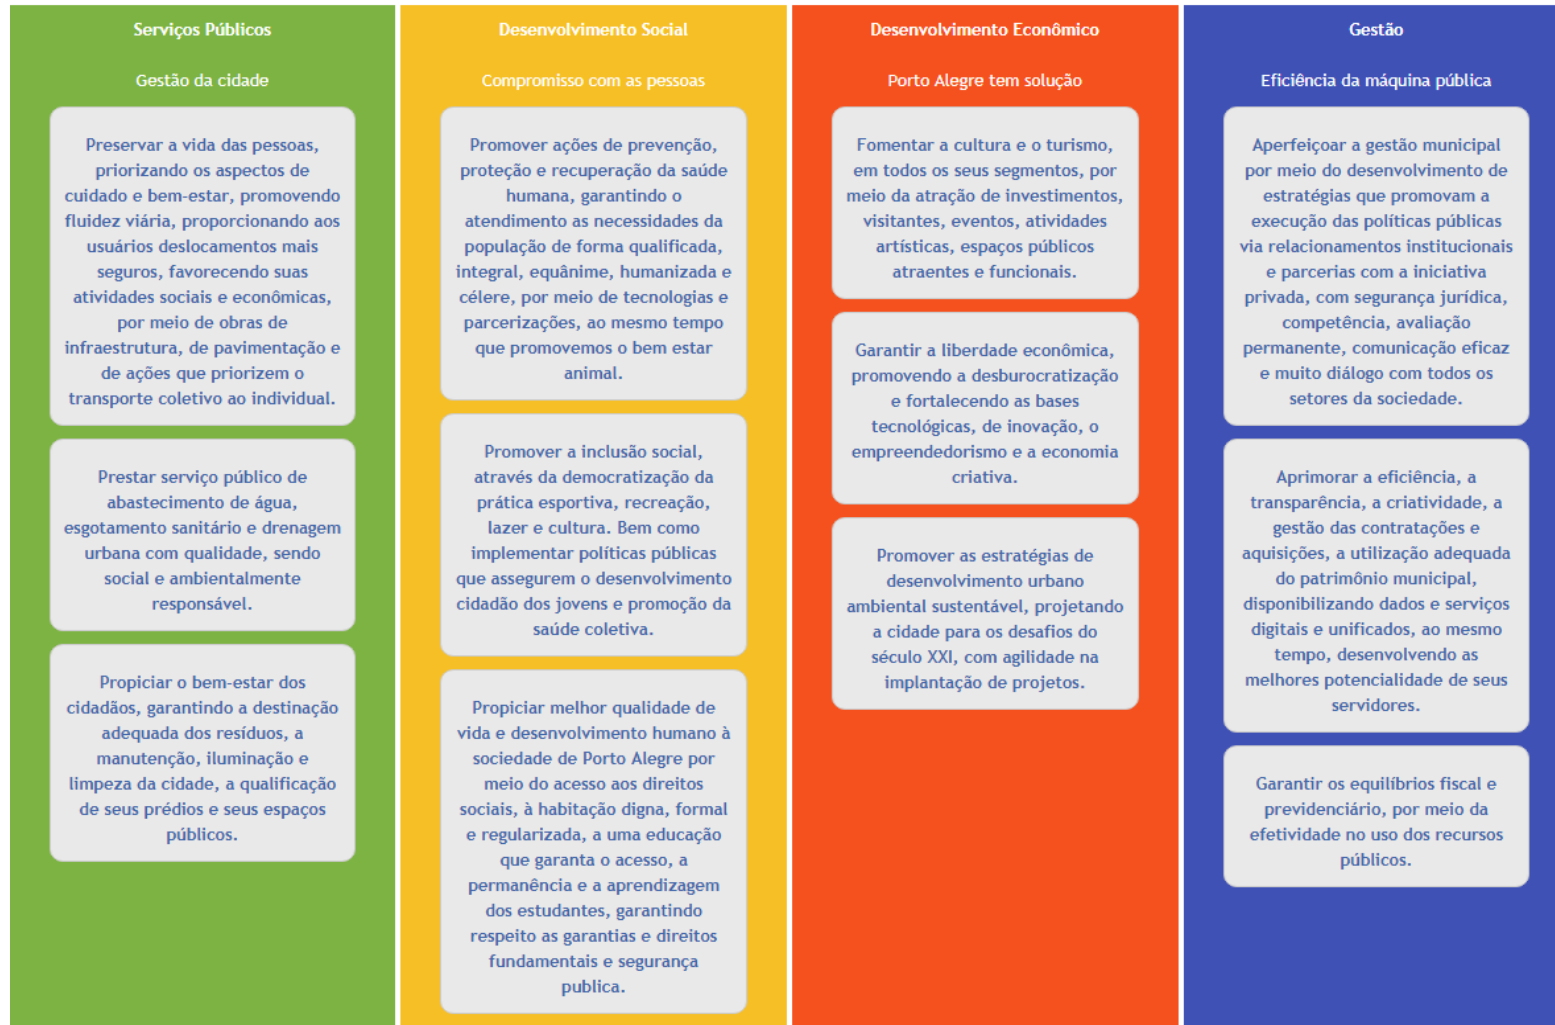 Serviços Públicos
Gestão da cidade
Preservar a vida das pessoas,
priorizando os aspectos de
cuidado e bem-estar, promovendo
fluidez viária, proporcionando aos
usuários deslocamentos mais
seguros, favorecendo suas
atividades sociais e econômicas,
por meio de obras de
infraestrutura, de pavimentação e
de ações que priorizem o
transporte coletivo ao individual.
Prestar serviço público de
abastecimento de água,
esgotamento sanitário e drenagem
urbana com qualidade, sendo
social e ambientalmente
responsável.
Propiciar o bem-estar dos
cidadãos, garantindo a destinação
adequada dos resíduos, a
manutenção, iluminação e
limpeza da cidade, a qualificação
de seus prédios e seus espaços
públicos.
Desenvolvimento Social
Compromisso com as pessoas
Promover ações de prevenção,
proteção e recuperação da saúde
humana, garantindo o
atendimento as necessidades da
população de forma qualificada,
integral, equânime, humanizada e
célere, por meio de tecnologias e
parcerizações, ao mesmo tempo
que promovemos o bem estar
animal.
Promover a inclusão social,
através da democratização da
prática esportiva, recreação,
lazer e cultura. Bem como
implementar políticas públicas
que assegurem o desenvolvimento
cidadão dos jovens e promoção da
saúde coletiva.
Propiciar melhor qualidade de
vida e desenvolvimento humano à
sociedade de Porto Alegre por
meio do acesso aos direitos
sociais, à habitação digna, formal
e regularizada, a uma educação
que garanta o acesso, a
permanência e a aprendizagem
dos estudantes, garantindo
respeito as garantias e direitos
fundamentais e segurança
publica.
Desenvolvimento Econômico
Porto Alegre tem solução
Fomentar a cultura e o turismo,
em todos os seus segmentos, por
meio da atração de investimentos,
visitantes, eventos, atividades
artísticas, espaços públicos
atraentes e funcionais.
Garantir a liberdade econômica,
promovendo a desburocratização
e fortalecendo as bases
tecnológicas, de inovação, o
empreendedorismo e a economia
criativa.
Promover as estratégias de
desenvolvimento urbano
ambiental sustentável, projetando
a cidade para os desafios do
século XXI, com agilidade na
implantação de projetos.
Gestão
Eficiência da máquina pública
Aperfeiçoar a gestão municipal
por meio do desenvolvimento de
estratégias que promovam a
execução das políticas públicas
via relacionamentos institucionais
e parcerias com a iniciativa
privada, com segurança jurídica,
competência, avaliação
permanente, comunicação eficaz
e muito diálogo com todos os
setores da sociedade.
Aprimorar a eficiência, a
transparência, a criatividade, a
gestão das contratações e
aquisições, a utilização adequada
do patrimônio municipal,
disponibilizando dados e serviços
digitais e unificados, ao mesmo
tempo, desenvolvendo as
melhores potencialidade de seus
servidores.
Garantir os equilíbrios fiscal e
previdenciário, por meio da
efetividade no uso dos recursos
públicos.